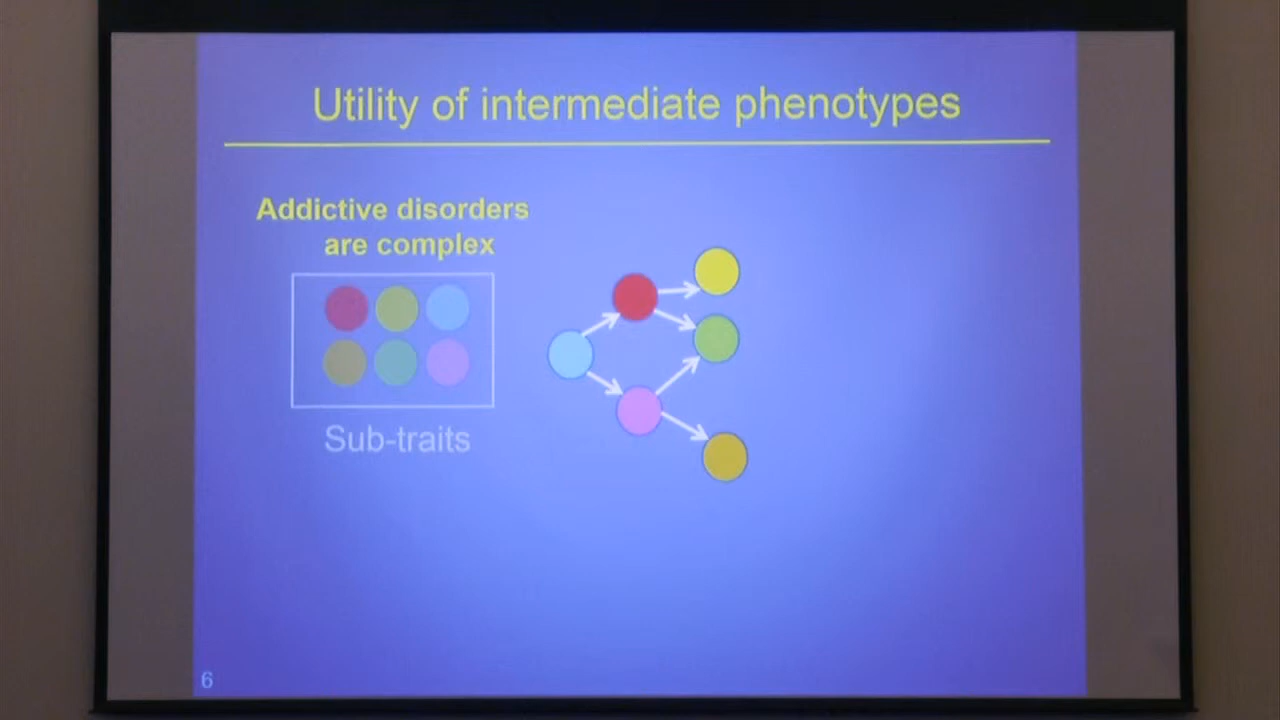 Utility of intermediate phenotypes
Addictive disorders
are complex
Sub-traits
6